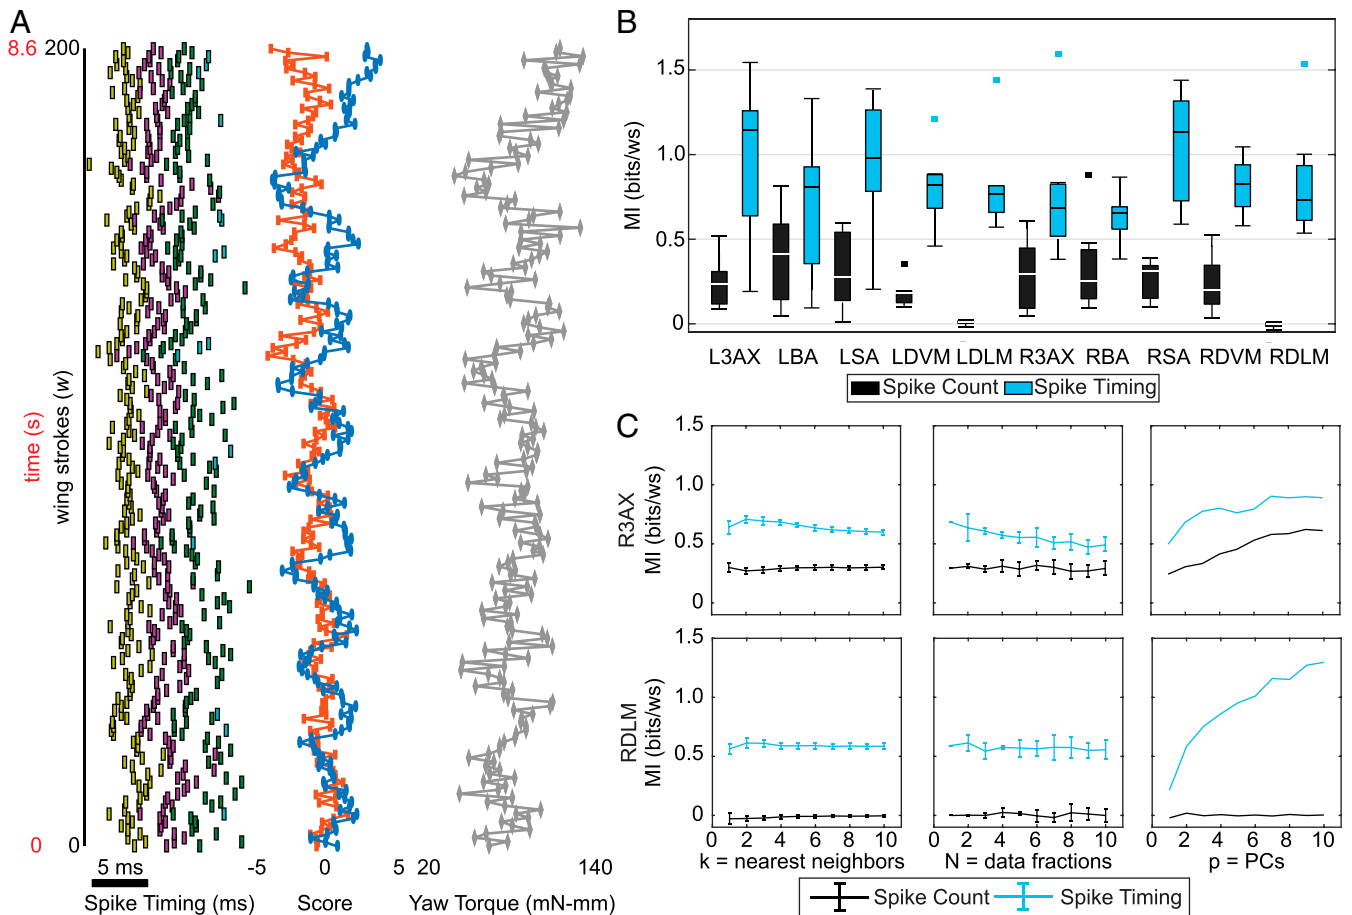 A
8.6 200
time (s)
wing strokes (w)
0 0
5 ms
Spike Timing (ms)
-5 0 5
Score
20 140
Yaw Torque (mN-mm)
B
MI (bits/ws)
1.5
1.0
0.5
0
L3AX LBA LSA LDVM LDLM R3AX RBA RSA RDVM RDLM
Spike Count Spike Timing
C
R3AX
MI (bits/ws)
1.5
1.0
0.5
0
RDLM
MI (bits/ws)
1.5
1.0
0.5
0
0 2 4 6 8 10
k = nearest neighbors
0 2 4 6 8 10
N = data fractions
0 2 4 6 8 10
p = PCs
Spike Count Spike Timing